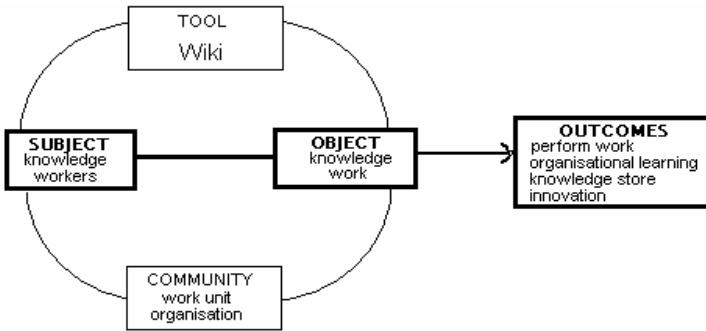 TOOL
Wiki
SUBJECT
knowledge
workers
OBJECT
knowledge
work
OUTCOMES
perform work
organisational learning
knowledge store
innovation
COMMUNITY
work unit
organisation